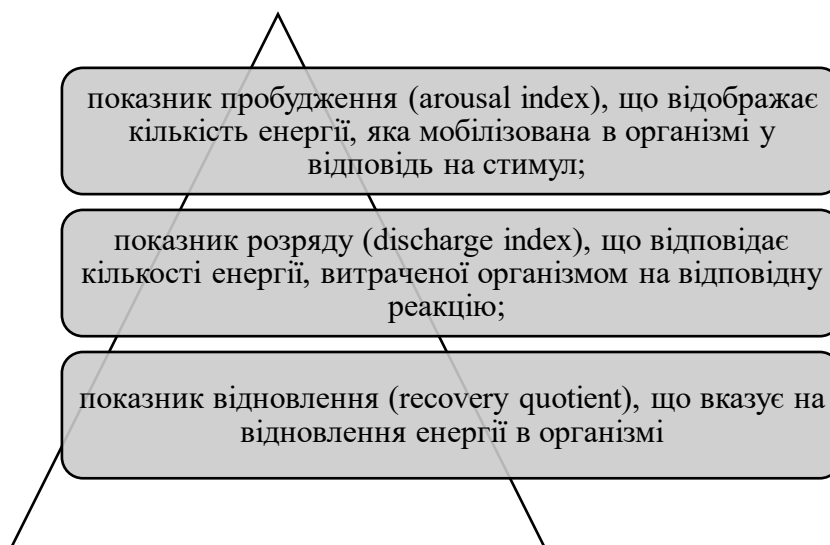 показник пробудження (arousal index), що відображає
кількість енергії, яка мобілізована в організмі у
відповідь на стимул;
показник розряду (discharge index), що відповідає
кількості енергії, витраченої організмом на відповідну
реакцію;
показник відновлення (recovery quotient), що вказує на
відновлення енергії в організмі